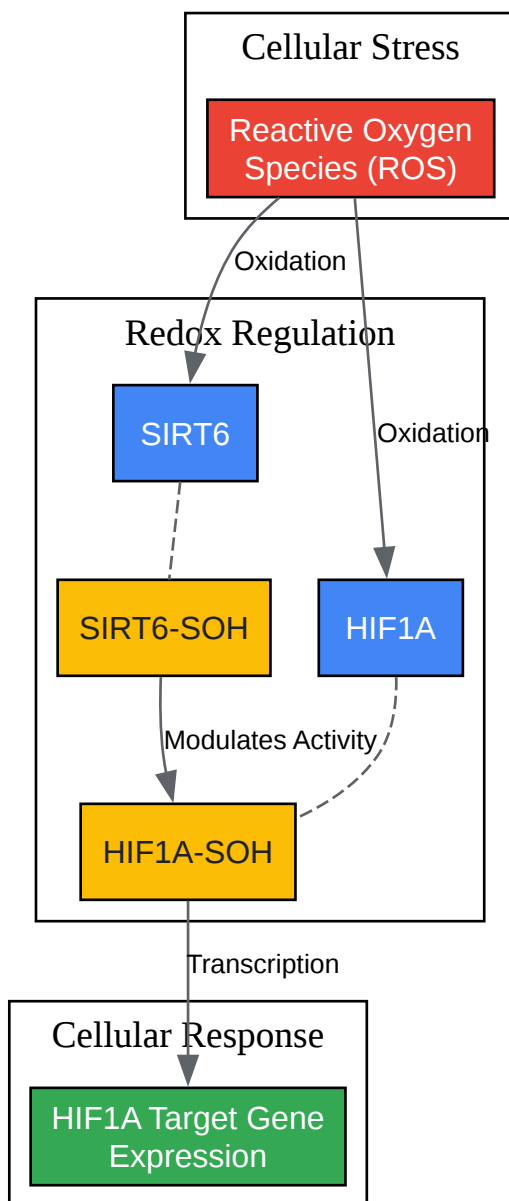 Cellular Stress
Reactive Oxygen
Species (ROS)
Oxidation
Redox Regulation
SIRT6
Oxidation
SIRT6-SOH
HIF1A
Modulates Activity
HIF1A-SOH
Transcription
Cellular Response
HIF1A Target Gene
Expression